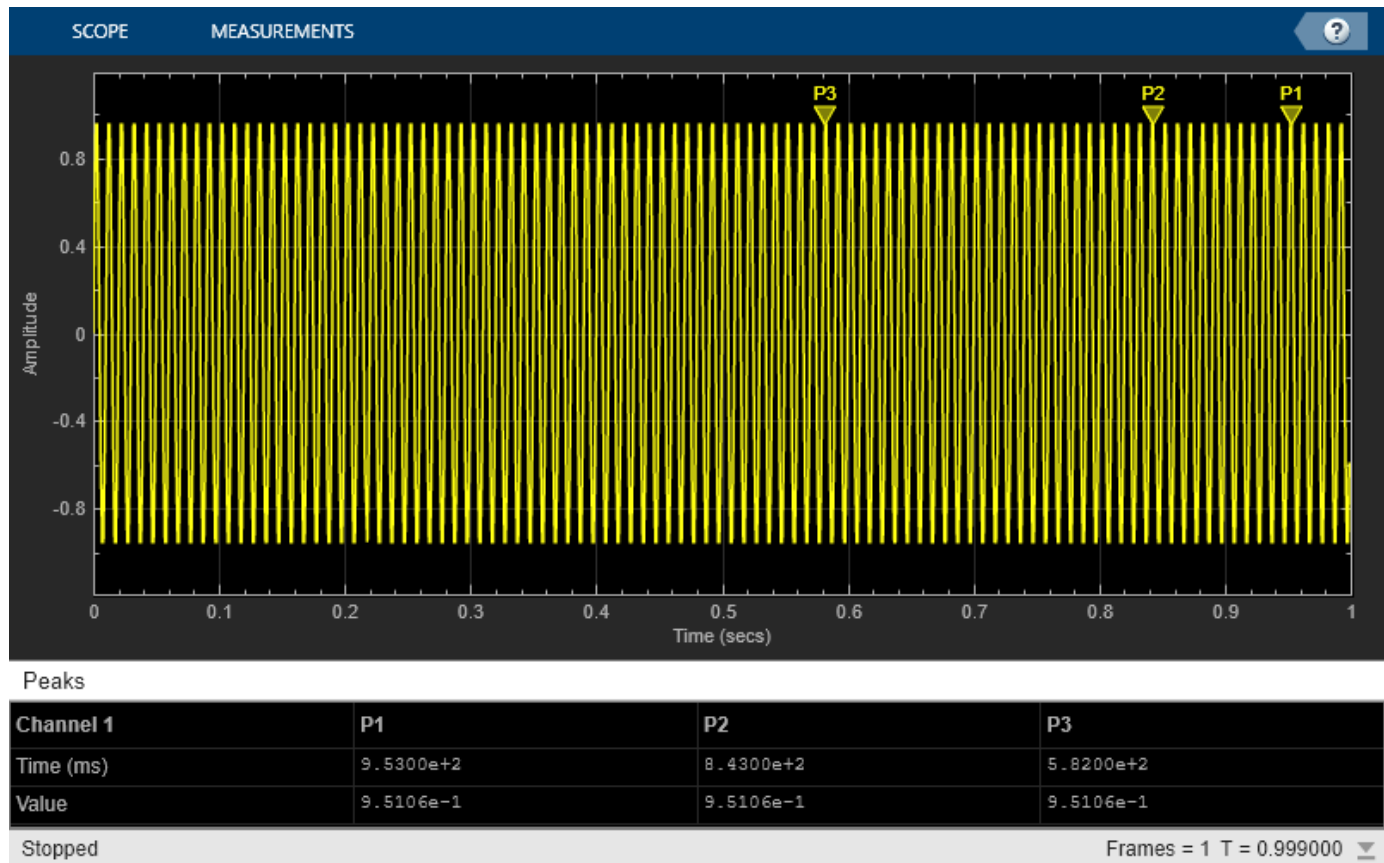 SCOPE MEASUREMENTS ?
P3 P2 P1
0.8
0.4
0
-0.4
-0.8
Amplitude
0 0.1 0.2 0.3 0.4 0.5 0.6 0.7 0.8 0.9 1
Time (secs)
Peaks
Channel 1 P1 P2 P3
Time (ms) 9.5300e+2 8.4300e+2 5.8200e+2
Value 9.5106e-1 9.5106e-1 9.5106e-1
Stopped Frames = 1 T = 0.999000